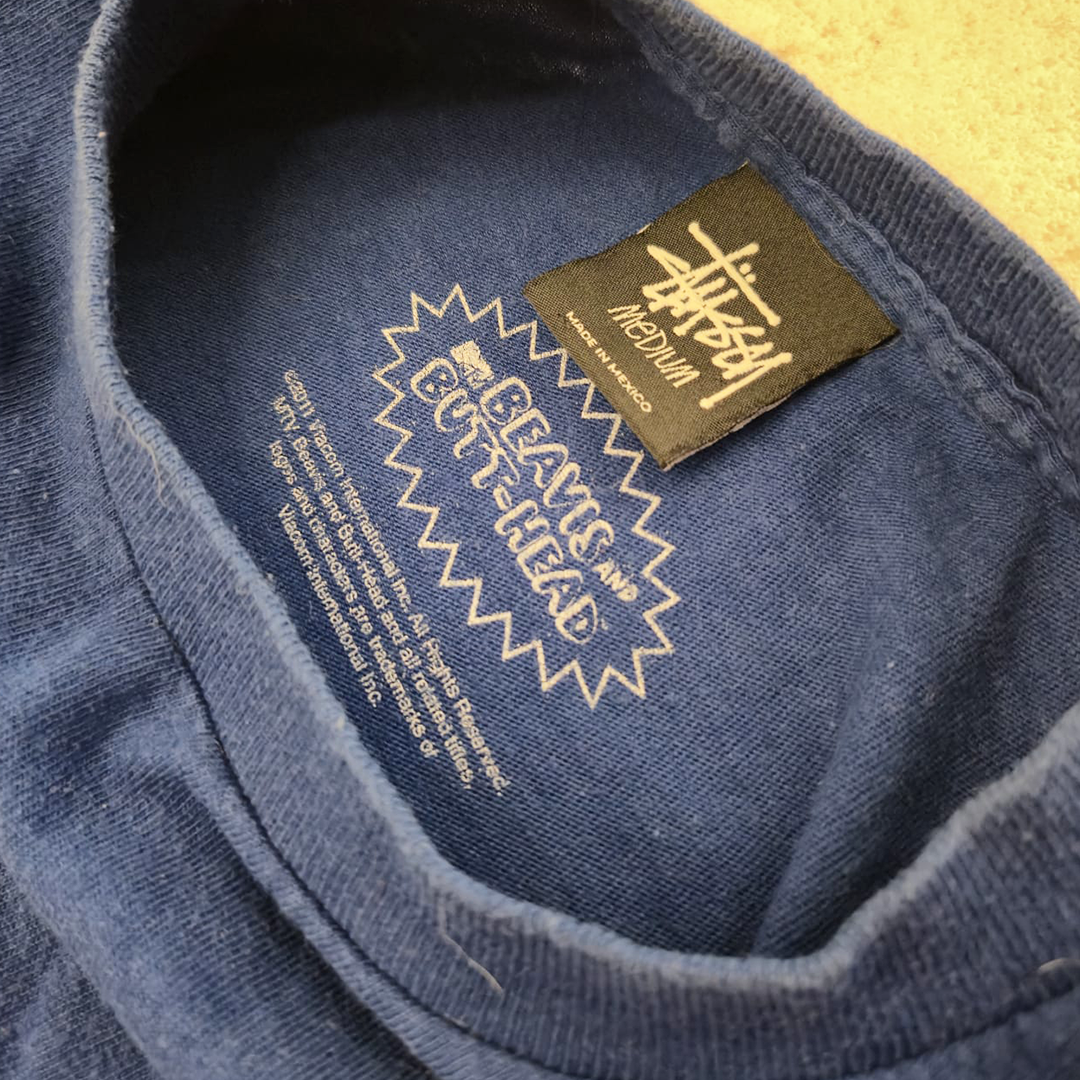 Stüssy
MEDIUM
MADE IN MEXICO
MTV
BEAVIS AND
BUTT-HEAD
©2011 Viacom International Inc. All Rights Reserved.
MTV, Beavis and Butt-Head and all related titles,
logos and characters are trademarks of
Viacom International Inc.